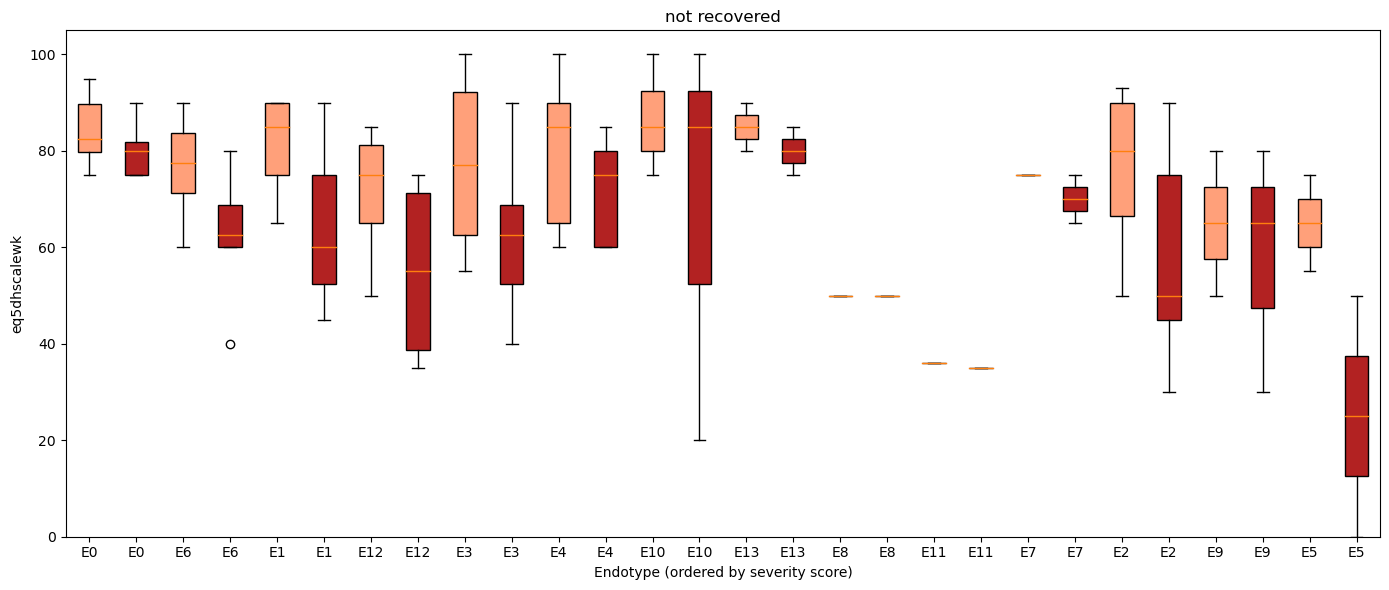 not recovered
eq5dhscalewk
100
80
60
40
20
0
E0 E0 E6 E6 E1 E1 E12 E12 E3 E3 E4 E4 E10 E10 E13 E13 E8 E8 E11 E11 E7 E7 E2 E2 E9 E9 E5 E5
Endotype (ordered by severity score)